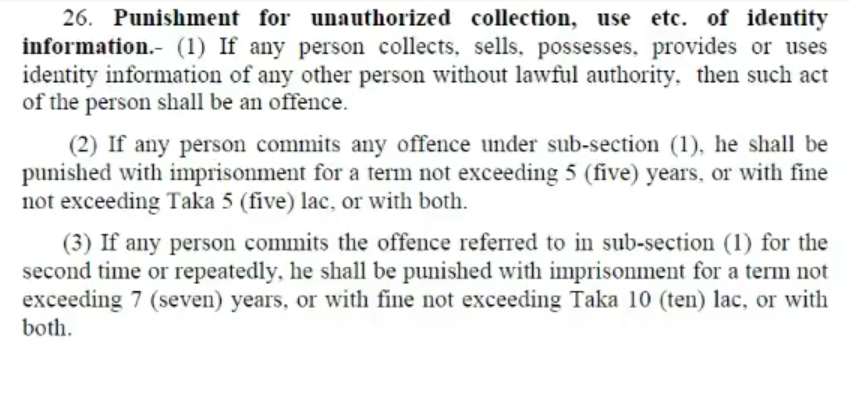 26. Punishment for unauthorized collection, use etc. of identity
information.- (1) If any person collects, sells, possesses, provides or uses
identity information of any other person without lawful authority, then such act
of the person shall be an offence.
(2) If any person commits any offence under sub-section (1), he shall be
punished with imprisonment for a term not exceeding 5 (five) years, or with fine
not exceeding Taka 5 (five) lac, or with both.
(3) If any person commits the offence referred to in sub-section (1) for the
second time or repeatedly, he shall be punished with imprisonment for a term not
exceeding 7 (seven) years, or with fine not exceeding Taka 10 (ten) lac, or with
both.